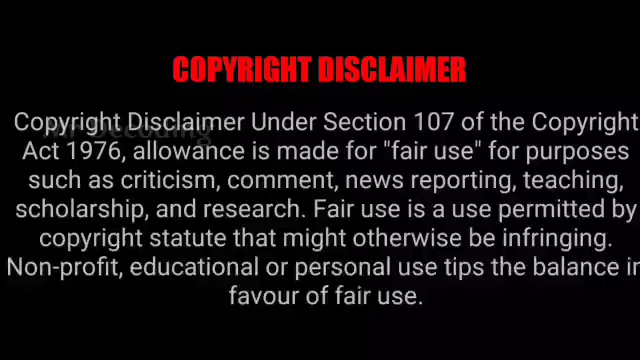 COPYRIGHT DISCLAIMER
Mr Decoding
Copyright Disclaimer Under Section 107 of the Copyright
Act 1976, allowance is made for "fair use" for purposes
such as criticism, comment, news reporting, teaching,
scholarship, and research. Fair use is a use permitted by
copyright statute that might otherwise be infringing.
Non-profit, educational or personal use tips the balance in
favour of fair use.